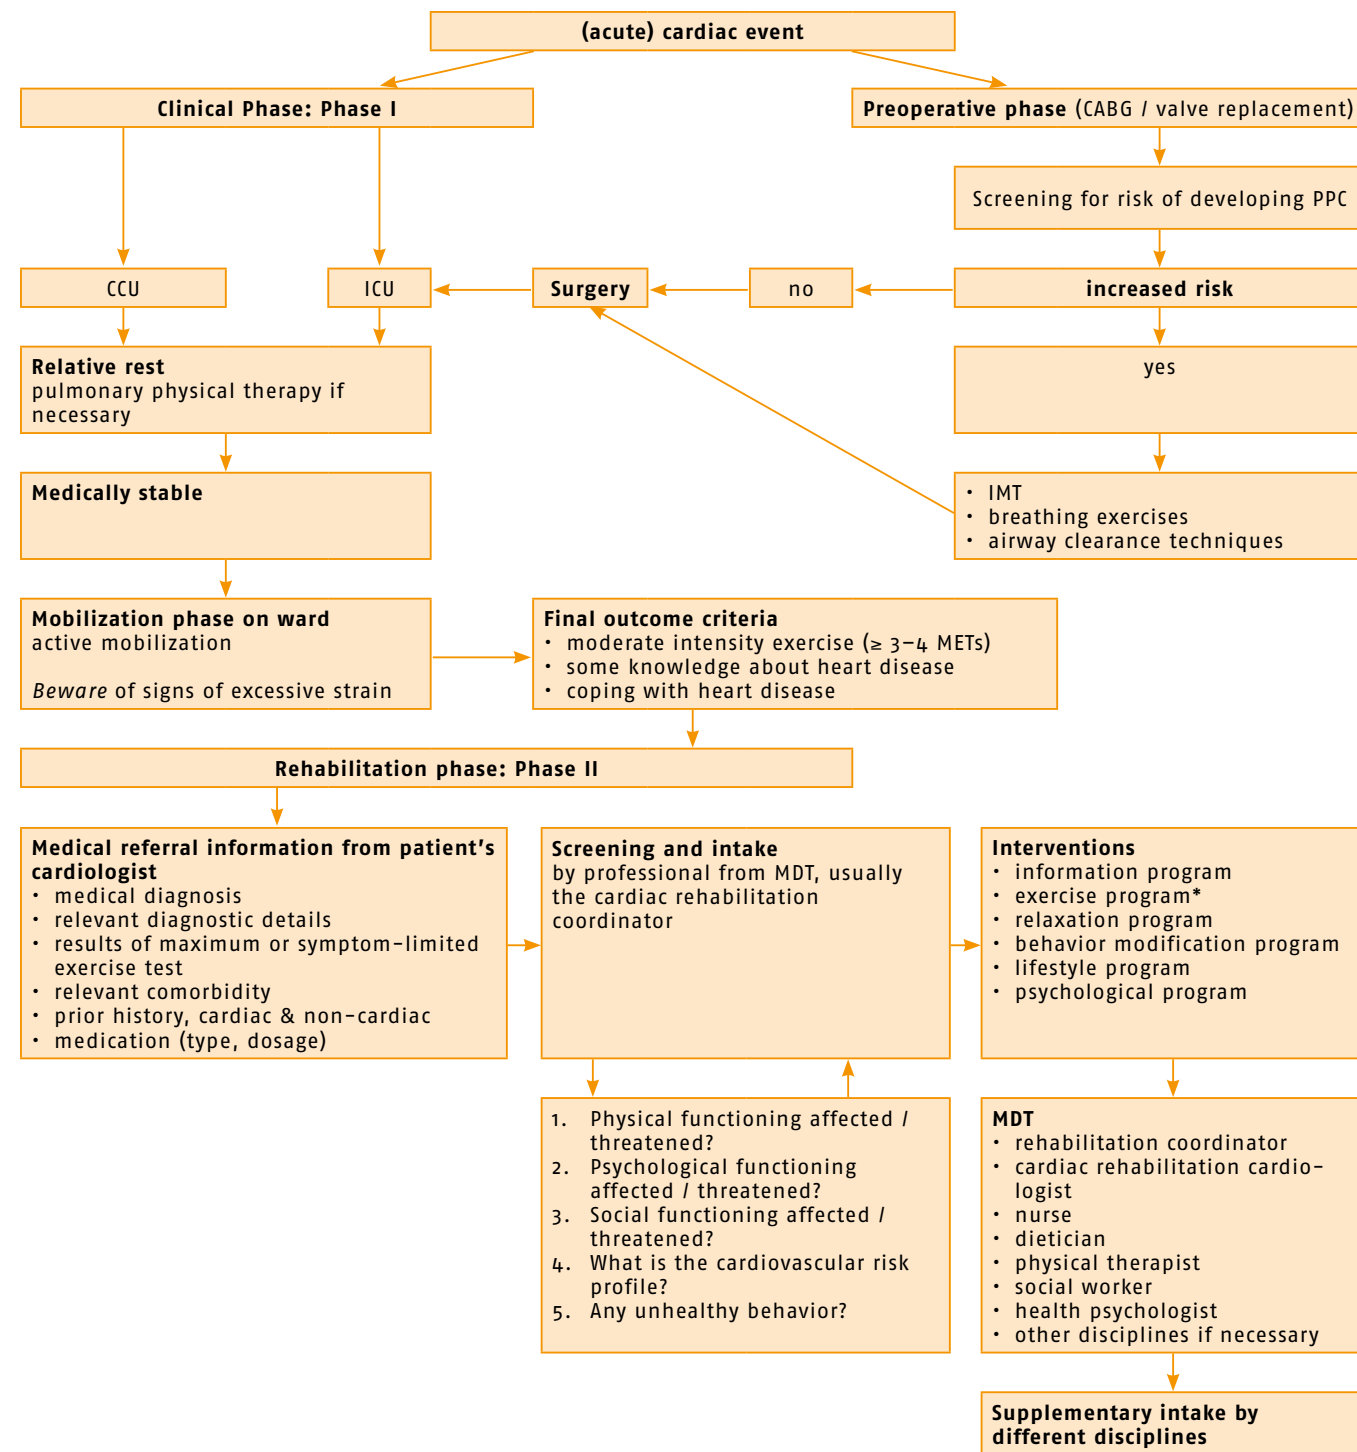 (acute) cardiac event
Clinical Phase: Phase I
Preoperative phase (CABG / valve replacement)
Screening for risk of developing PPC
CCU
ICU
Surgery
no
increased risk
Relative rest
pulmonary physical therapy if
necessary
yes
Medically stable
• IMT
• breathing exercises
• airway clearance techniques
Mobilization phase on ward
active mobilization
Beware of signs of excessive strain
Final outcome criteria
• moderate intensity exercise (≥ 3–4 METs)
• some knowledge about heart disease
• coping with heart disease
Rehabilitation phase: Phase II
Medical referral information from patient's
cardiologist
• medical diagnosis
• relevant diagnostic details
• results of maximum or symptom-limited
exercise test
• relevant comorbidity
• prior history, cardiac & non-cardiac
• medication (type, dosage)
Screening and intake
by professional from MDT, usually
the cardiac rehabilitation
coordinator
Interventions
• information program
• exercise program*
• relaxation program
• behavior modification program
• lifestyle program
• psychological program
1. Physical functioning affected /
threatened?
2. Psychological functioning
affected / threatened?
3. Social functioning affected /
threatened?
4. What is the cardiovascular risk
profile?
5. Any unhealthy behavior?
MDT
• rehabilitation coordinator
• cardiac rehabilitation cardio-
logist
• nurse
• dietician
• physical therapist
• social worker
• health psychologist
• other disciplines if necessary
Supplementary intake by
different disciplines